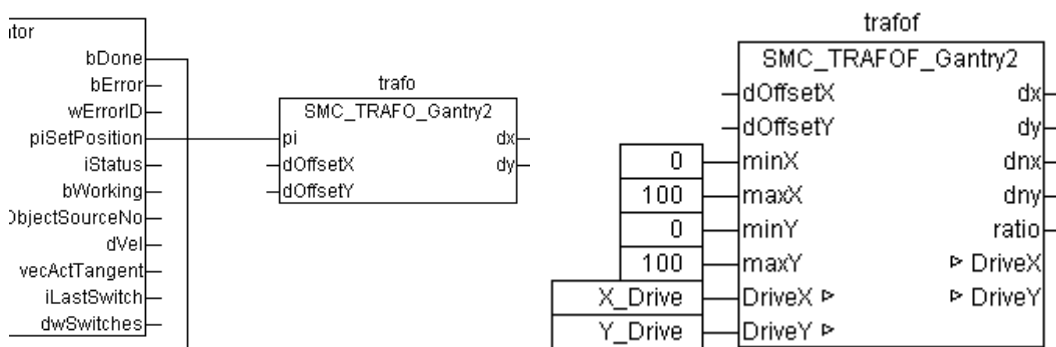 ator
bDone
bError
wErrorID
piSetPosition
iStatus
bWorking
ObjectSourceNo
dVel
vecActTangent
iLastSwitch
dwSwitches
trafo
SMC_TRAFO_Gantry2
pi dx
dOffsetX dy
dOffsetY
trafof
SMC_TRAFOF_Gantry2
dOffsetX dx
dOffsetY dy
0 minX dnx
100 maxX dny
0 minY ratio
100 maxY ▷ DriveX
X_Drive DriveX ▷ ▷ DriveY
Y_Drive DriveY ▷